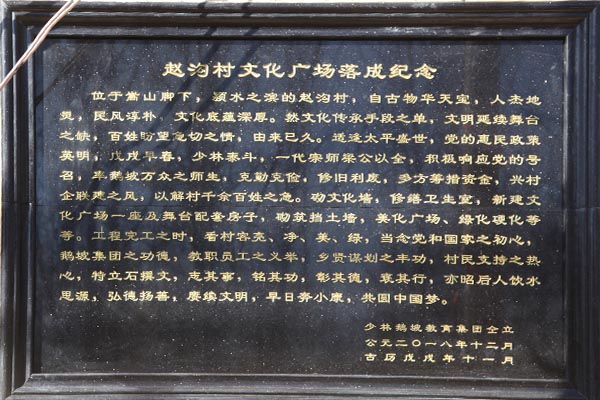 赵沟村文化广场落成纪念
位于嵩山脚下，颍水之滨的赵沟村，自古物华天宝，人杰地
灵，民风淳朴，文化底蕴深厚。然文化传承手段之单，文明延续舞台
之缺，百姓盼望急切之情，由来已久。适逢太平盛世，党的惠民政策
英明，戊戌早春，少林泰斗，一代宗师梁公以全，积极响应党的号
召，率鹅坡万众之师生，克勤克俭，修旧利废，多方筹措资金，兴村
企联建之风，以解村千余百姓之急。砌文化墙，修缮卫生室，新建文
化广场一座及舞台配套房子，砌筑挡土墙，美化广场、绿化硬化等
等。工程完工之时，看村容亮、净、美、绿，当念党和国家之初心，
鹅坡集团之功德，教职员工之义举，乡贤谋划之丰功，村民支持之热
心，特立石撰文，志其事，铭其功，彰其德，衷其行，亦昭后人饮水
思源，弘德扬善，赓续文明，早日务小康，共圆中国梦。
少林鹅坡教育集团仝立
公元二〇一八年十二月
古历戊戌年十一月